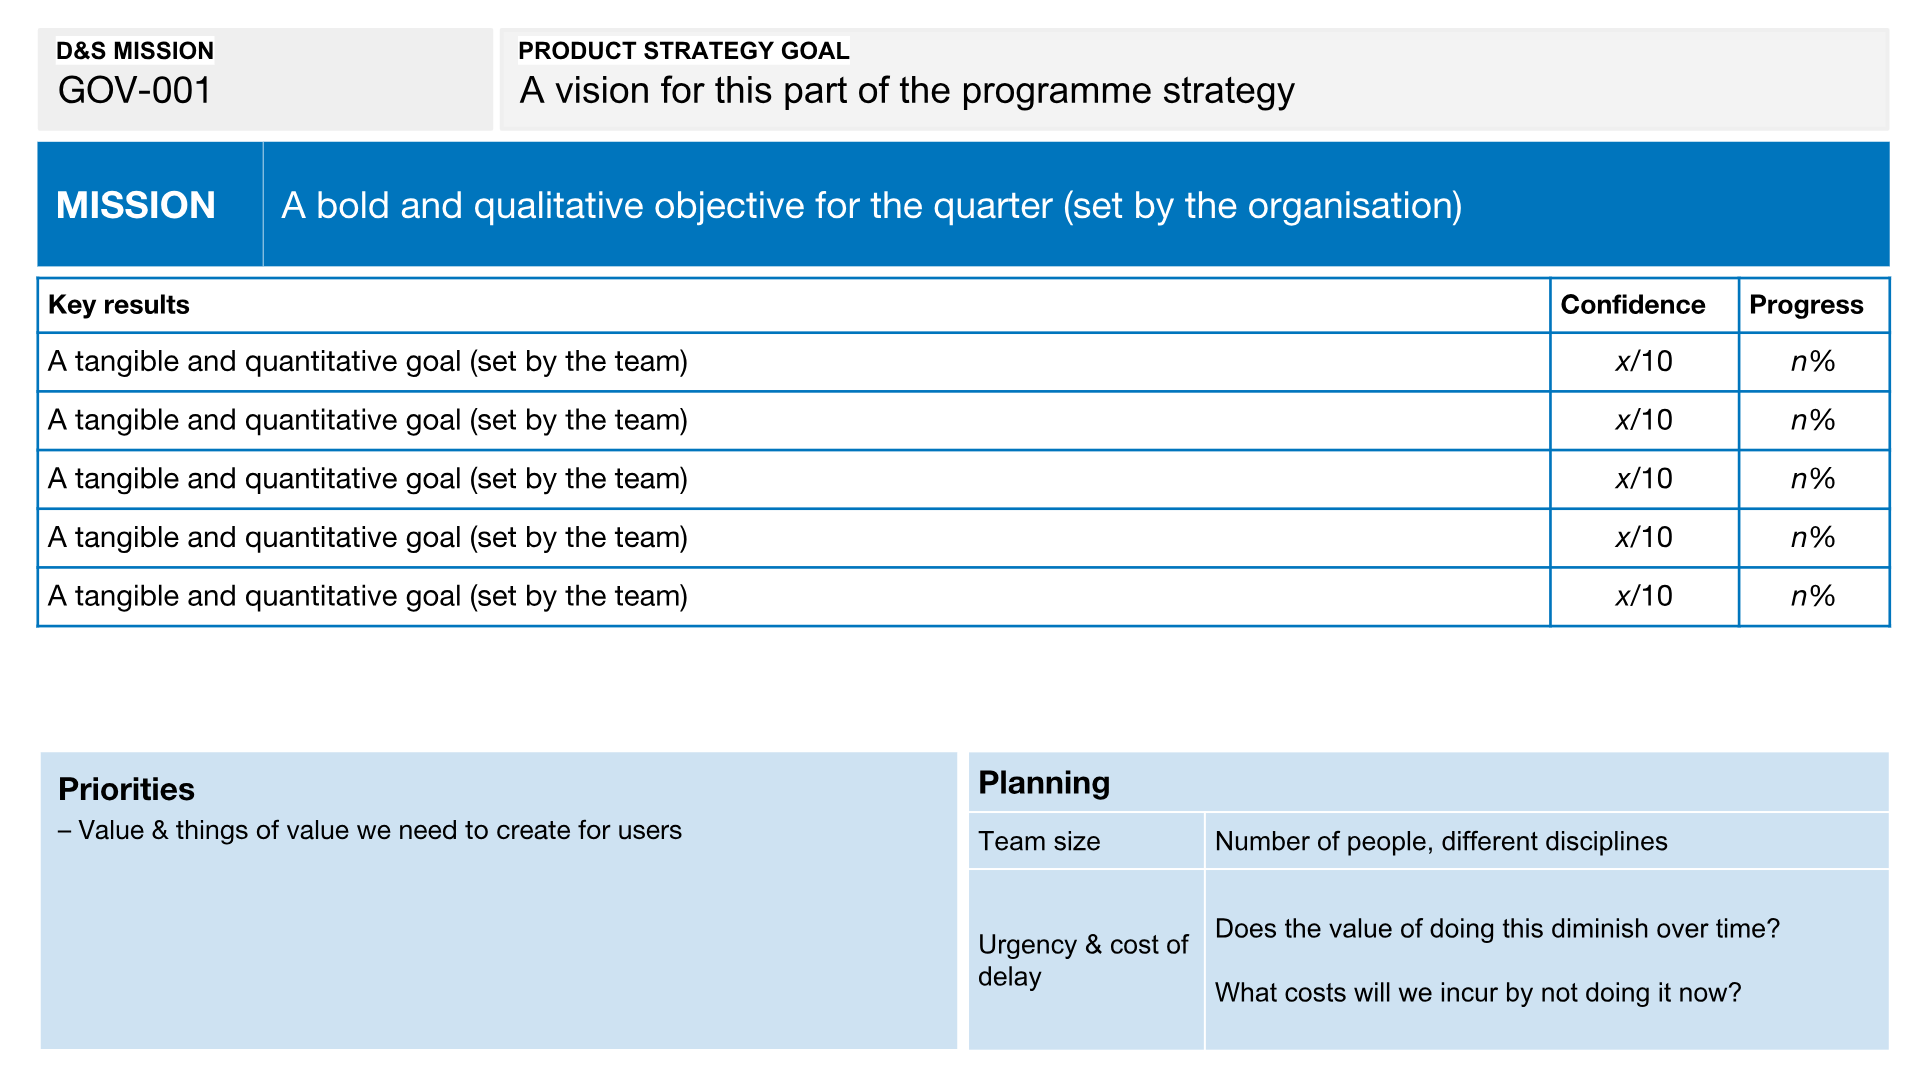 D&S MISSION
GOV-001
PRODUCT STRATEGY GOAL
A vision for this part of the programme strategy
MISSION
A bold and qualitative objective for the quarter (set by the organisation)
Key results Confidence Progress
A tangible and quantitative goal (set by the team) x/10 n%
A tangible and quantitative goal (set by the team) x/10 n%
A tangible and quantitative goal (set by the team) x/10 n%
A tangible and quantitative goal (set by the team) x/10 n%
A tangible and quantitative goal (set by the team) x/10 n%
Priorities
– Value & things of value we need to create for users
Planning
Team size
Number of people, different disciplines
Urgency & cost of
delay
Does the value of doing this diminish over time?
What costs will we incur by not doing it now?